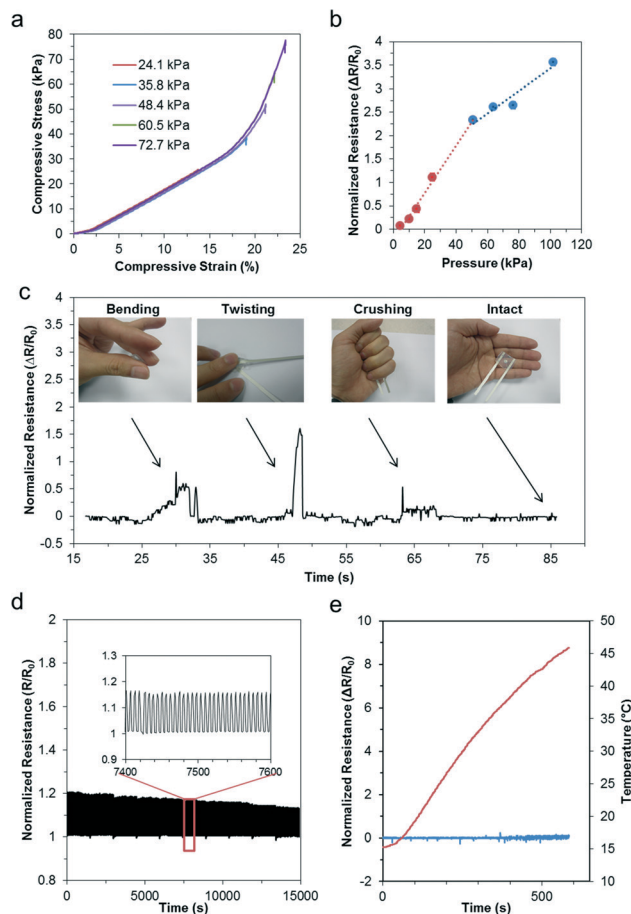 a
Compressive Stress (kPa)
80
70
60
50
40
30
20
10
0
24.1 kPa
35.8 kPa
48.4 kPa
60.5 kPa
72.7 kPa
0 5 10 15 20 25
Compressive Strain (%)
b
Normalized Resistance (ΔR/R0)
4
3.5
3
2.5
2
1.5
1
0.5
0
0 20 40 60 80 100 120
Pressure (kPa)
c
Normalized Resistance (ΔR/R0)
4
3.5
3
2.5
2
1.5
1
0.5
0
-0.5
Bending Twisting Crushing Intact
15 25 35 45 55 65 75 85
Time (s)
d
Normalized Resistance (R/R0)
2
1.8
1.6
1.4
1.2
1.0
0.8
1.3
1.2
1.1
1
0.9
7400 7500 7600
0 5000 10000 15000
Time (s)
e
Normalized Resistance (ΔR/R0)
10
8
6
4
2
0
-2
50
45
40
35
30
25
20
15
10
Temperature (°C)
0 500
Time (s)